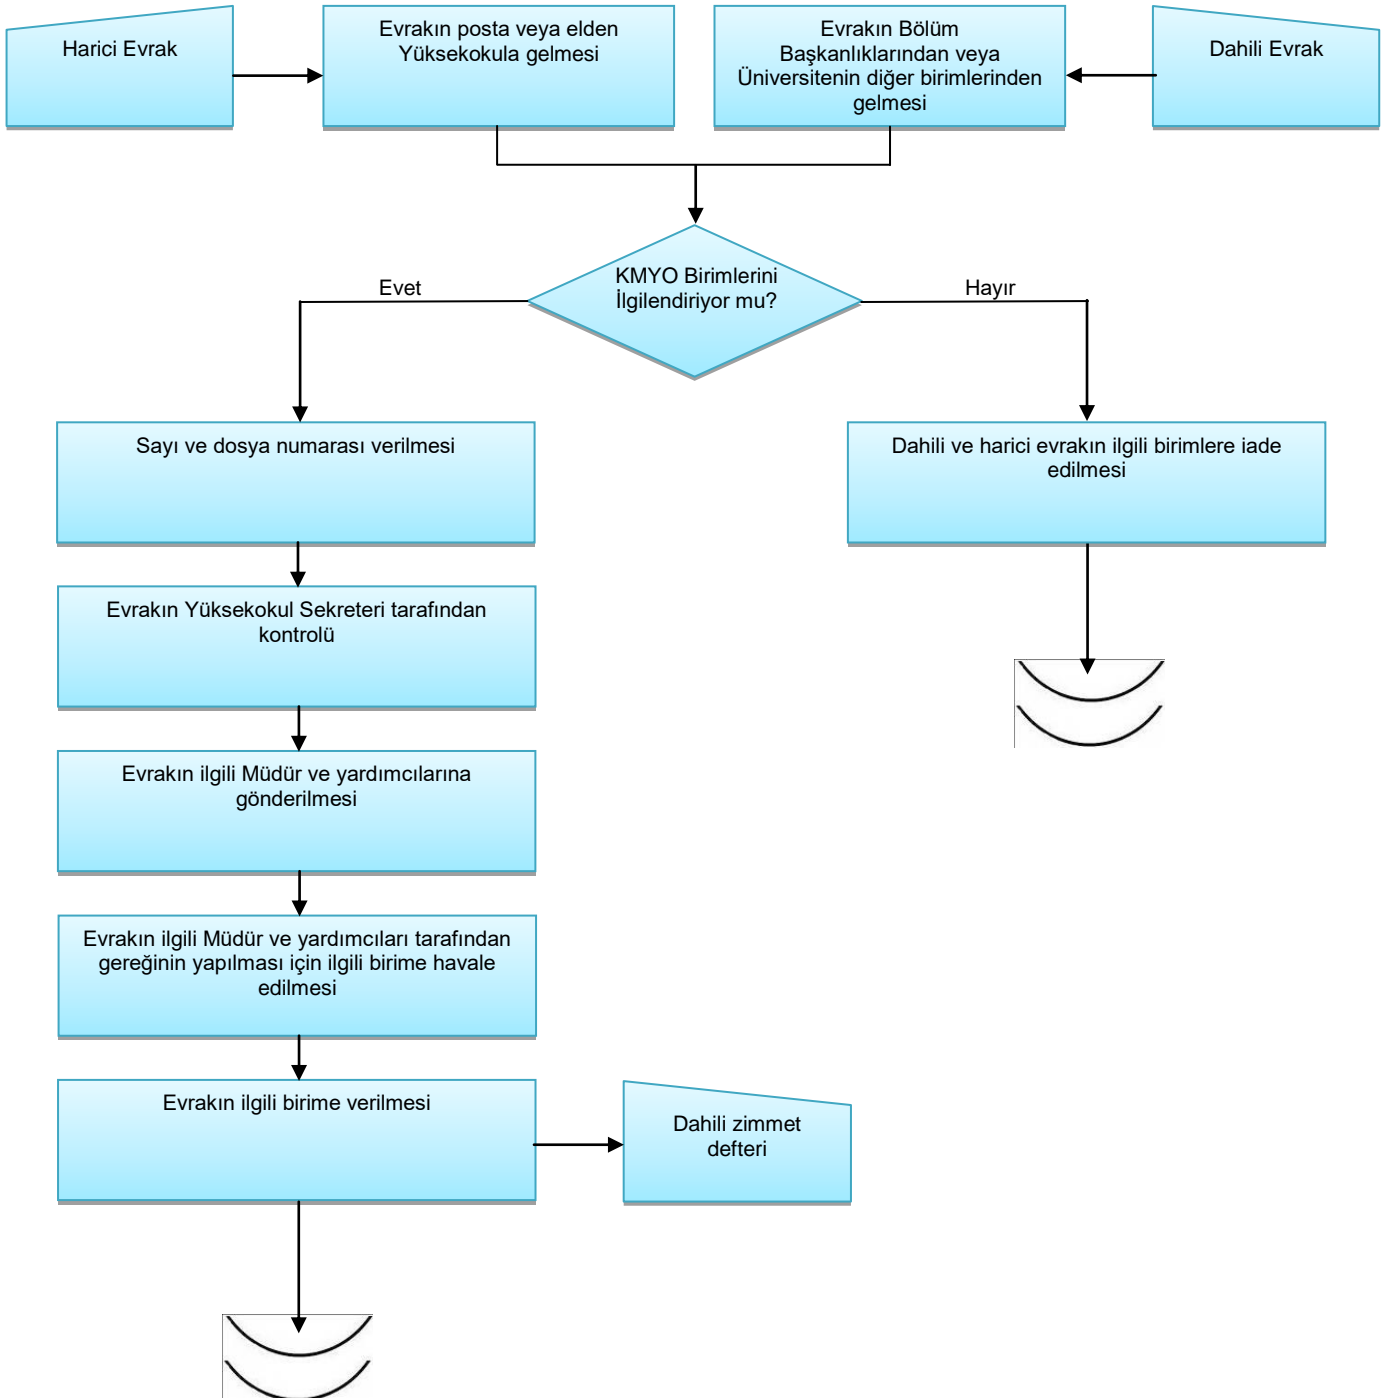 Harici Evrak
Evrakın posta veya elden
Yüksekokula gelmesi
Evrakın Bölüm
Başkanlıklarından veya
Üniversitenin diğer birimlerinden
gelmesi
Dahili Evrak
KMYO Birimlerini
İlgilendiriyor mu?
Evet
Hayır
Sayı ve dosya numarası verilmesi
Dahili ve harici evrakın ilgili birimlere iade
edilmesi
Evrakın Yüksekokul Sekreteri tarafından
kontrolü
Evrakın ilgili Müdür ve yardımcılarına
gönderilmesi
Evrakın ilgili Müdür ve yardımcıları tarafından
gereğinin yapılması için ilgili birime havale
edilmesi
Evrakın ilgili birime verilmesi
Dahili zimmet
defteri